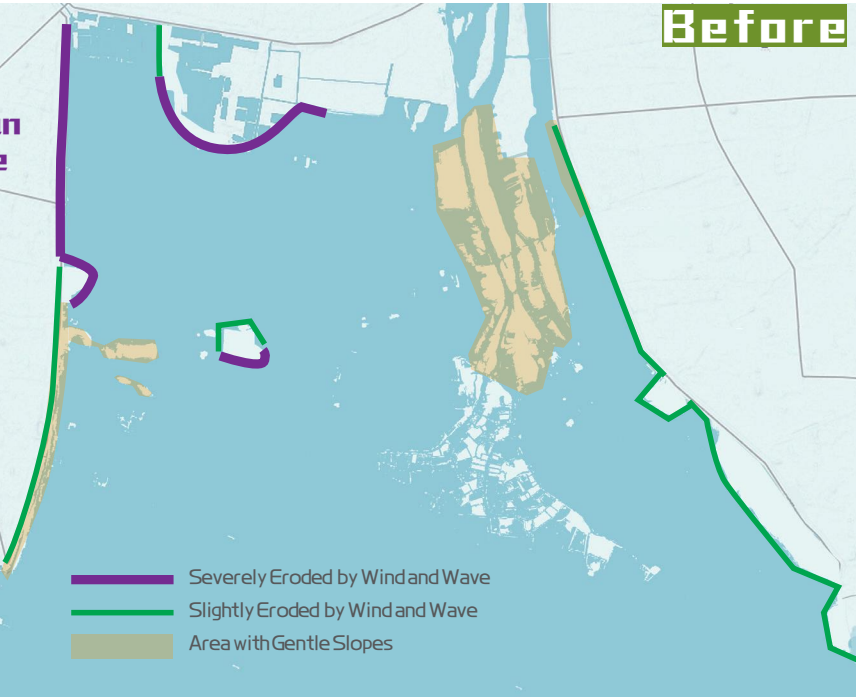 Before
Severely Eroded by Wind and Wave
Slightly Eroded by Wind and Wave
Area with Gentle Slopes